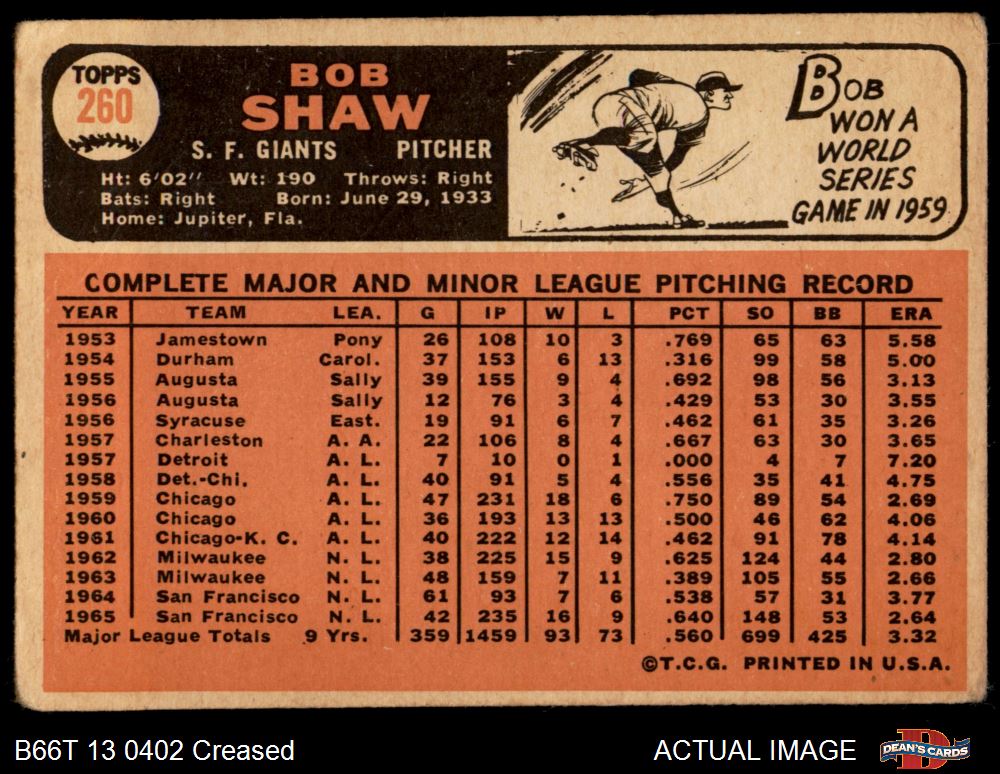 TOPPS
260
BOB
SHAW
S. F. GIANTS PITCHER
Ht: 6'02" Wt: 190 Throws: Right
Bats: Right Born: June 29, 1933
Home: Jupiter, Fla.
BOB
WON A
WORLD
SERIES
GAME IN 1959
COMPLETE MAJOR AND MINOR LEAGUE PITCHING RECORD
YEAR TEAM LEA. G IP W L PCT SO BB ERA
1953 Jamestown Pony 26 108 10 3 .769 65 63 5.58
1954 Durham Carol. 37 153 6 13 .316 99 58 5.00
1955 Augusta Sally 39 155 9 4 .692 98 56 3.13
1956 Augusta Sally 12 76 3 4 .429 53 30 3.55
1956 Syracuse East. 19 91 6 7 .462 61 35 3.26
1957 Charleston A. A. 22 106 8 4 .667 63 30 3.65
1957 Detroit A. L. 7 10 0 1 .000 4 7 7.20
1958 Det.-Chi. A. L. 40 91 5 4 .556 35 41 4.75
1959 Chicago A. L. 47 231 18 6 .750 89 54 2.69
1960 Chicago A. L. 36 193 13 13 .500 46 62 4.06
1961 Chicago-K. C. A. L. 40 222 12 14 .462 91 78 4.14
1962 Milwaukee N. L. 38 225 15 9 .625 124 44 2.80
1963 Milwaukee N. L. 48 159 7 11 .389 105 55 2.66
1964 San Francisco N. L. 61 93 7 6 .538 57 31 3.77
1965 San Francisco N. L. 42 235 16 9 .640 148 53 2.64
Major League Totals 9 Yrs. 359 1459 93 73 .560 699 425 3.32
©T.C.G. PRINTED IN U.S.A.
B66T 13 0402 Creased ACTUAL IMAGE DEAN'S CARDS